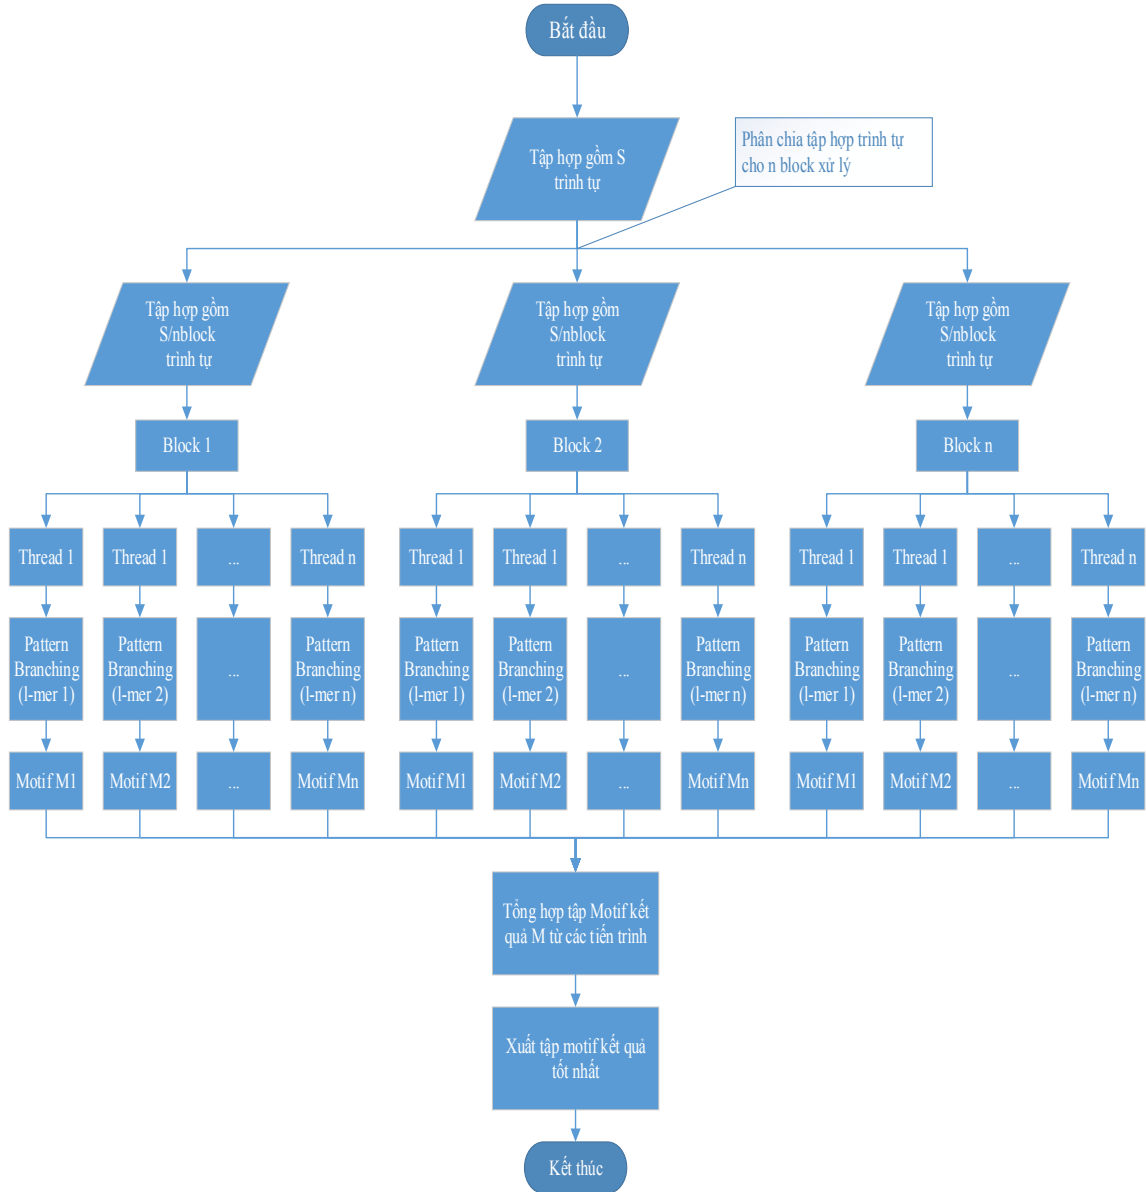 Bắt đầu
Tập hợp gồm S
trình tự
Phân chia tập hợp trình tự
cho n block xử lý
Tập hợp gồm
S/nblock
trình tự
Tập hợp gồm
S/nblock
trình tự
Tập hợp gồm
S/nblock
trình tự
Block 1
Block 2
Block n
Thread 1
Thread 1
...
Thread n
Thread 1
Thread 1
...
Thread n
Thread 1
Thread 1
...
Thread n
Pattern
Branching
(l-mer 1)
Pattern
Branching
(l-mer 2)
...
Pattern
Branching
(l-mer n)
Pattern
Branching
(l-mer 1)
Pattern
Branching
(l-mer 2)
...
Pattern
Branching
(l-mer n)
Pattern
Branching
(l-mer 1)
Pattern
Branching
(l-mer 2)
...
Pattern
Branching
(l-mer n)
Motif M1
Motif M2
...
Motif Mn
Motif M1
Motif M2
...
Motif Mn
Motif M1
Motif M2
...
Motif Mn
Tổng hợp tập Motif kết
quả M từ các tiến trình
Xuất tập motif kết quả
tốt nhất
Kết thúc